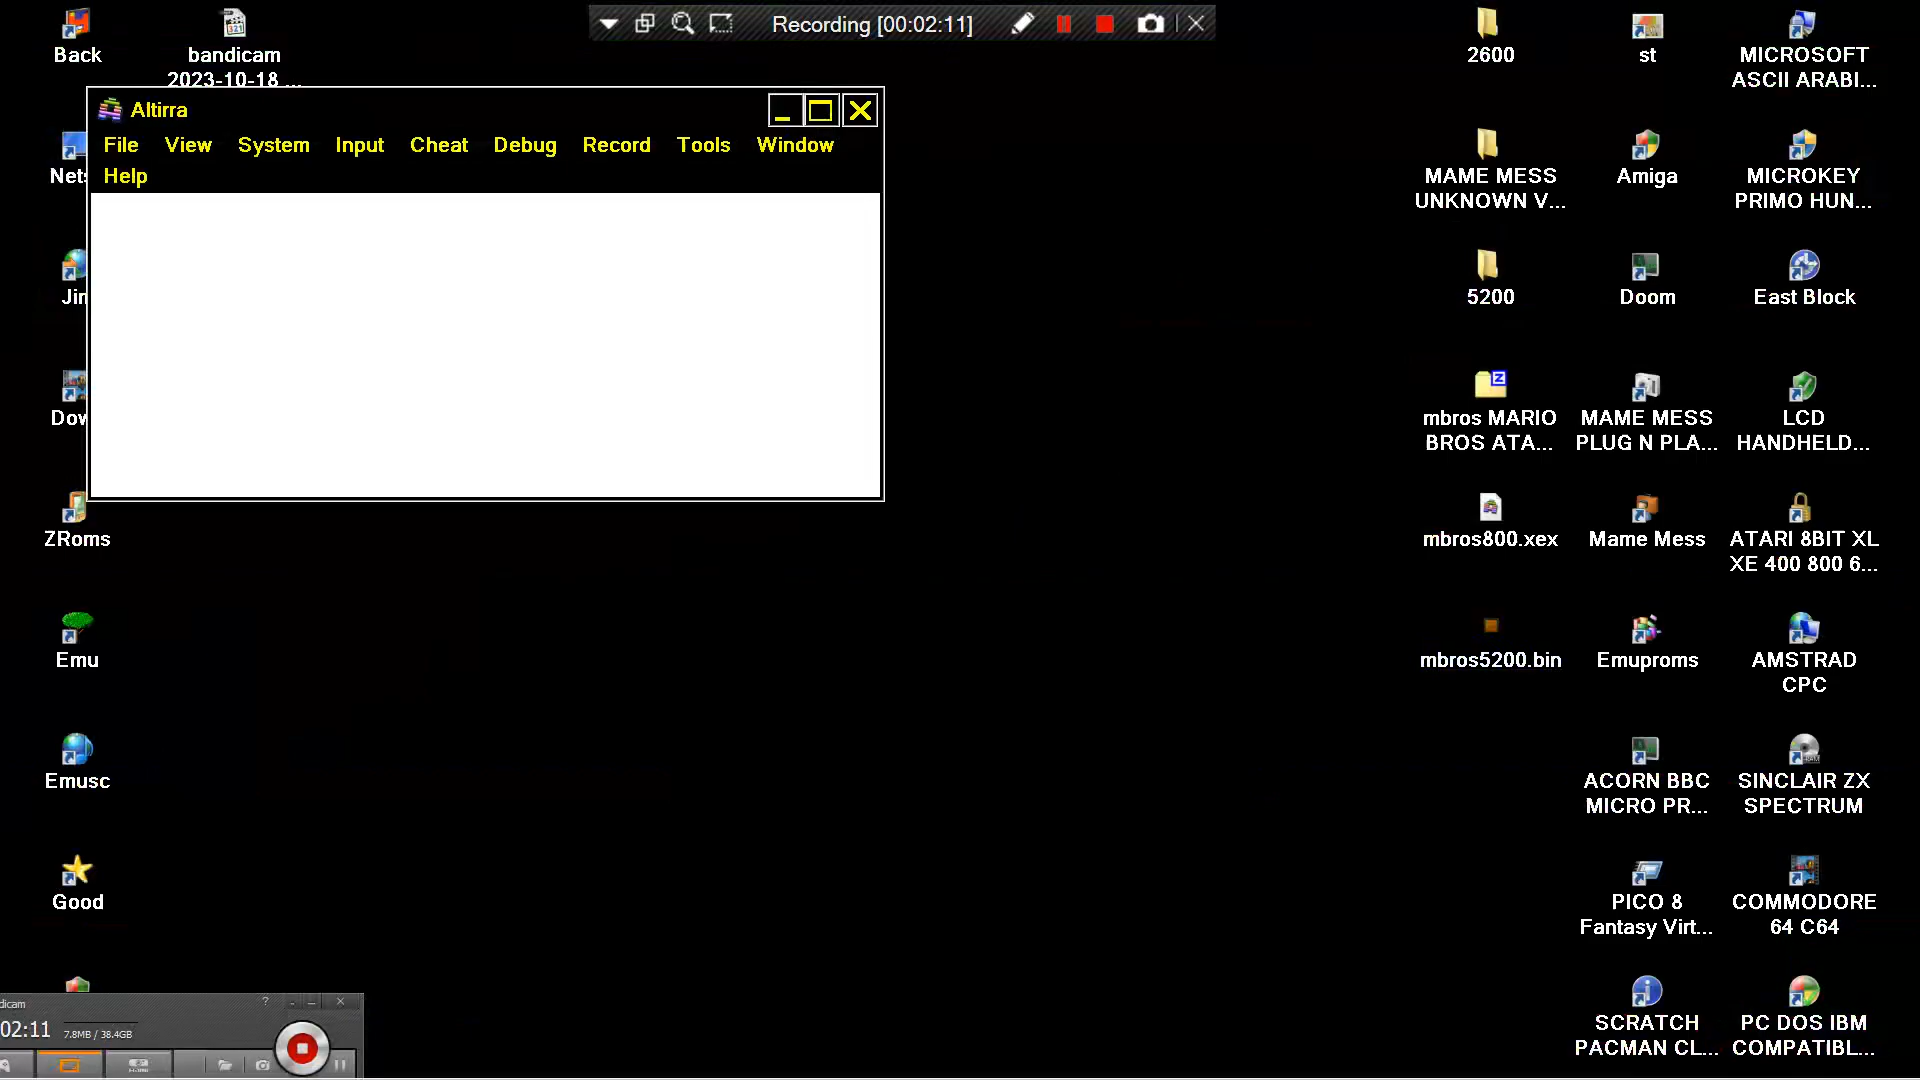 Recording [00:02:11]
Back
bandicam
2023-10-18 ...
Altirra
File View System Input Cheat Debug Record Tools Window
Help
Nets
Jin
Dow
ZRoms
Emu
Emusc
Good
dicam
?
02:11
7.8MB / 38.4GB
2600
st
MICROSOFT
ASCII ARABI...
MAME MESS
UNKNOWN V...
Amiga
MICROKEY
PRIMO HUN...
5200
Doom
East Block
mbros MARIO
BROS ATA...
MAME MESS
PLUG N PLA...
LCD
HANDHELD...
mbros800.xex
Mame Mess
ATARI 8BIT XL
XE 400 800 6...
mbros5200.bin
Emuproms
AMSTRAD
CPC
ACORN BBC
MICRO PR...
SINCLAIR ZX
SPECTRUM
PICO 8
Fantasy Virt...
COMMODORE
64 C64
SCRATCH
PACMAN CL...
PC DOS IBM
COMPATIBL...